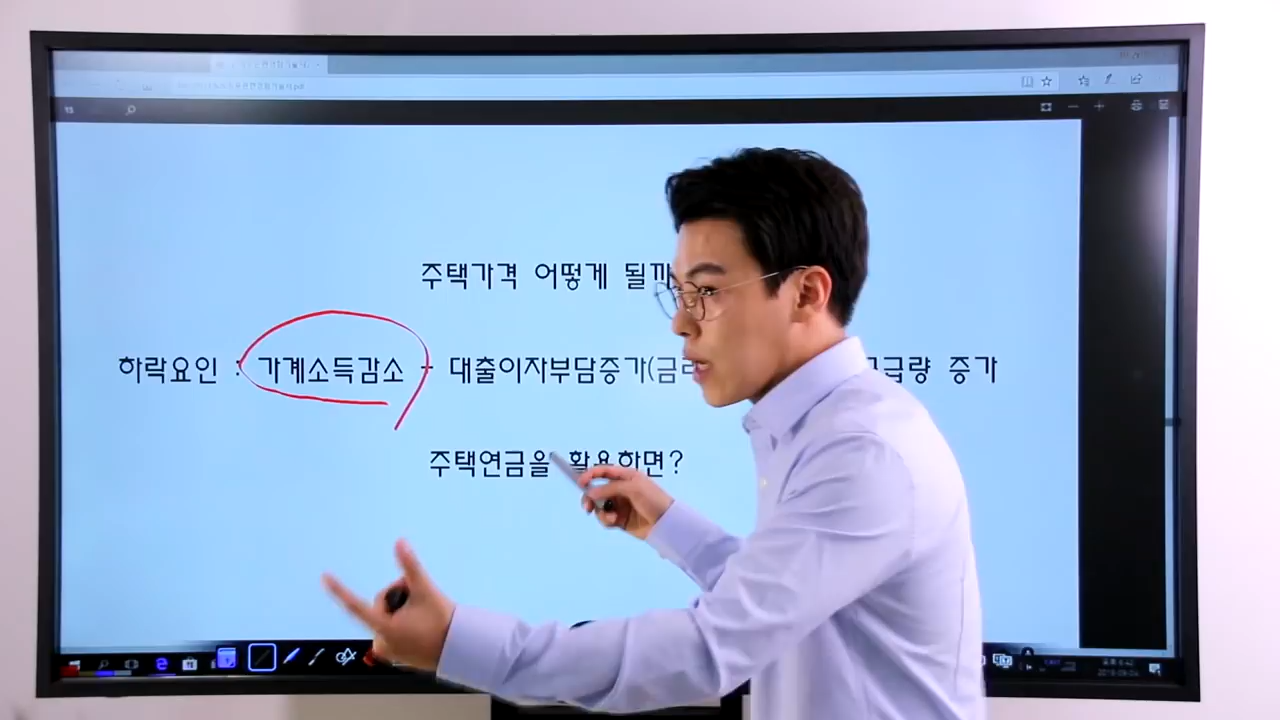 주택가격 어떻게 될까
하락요인 : 가계소득감소 - 대출이자부담증가(금리 공급량 증가
주택연금을 활용하면?